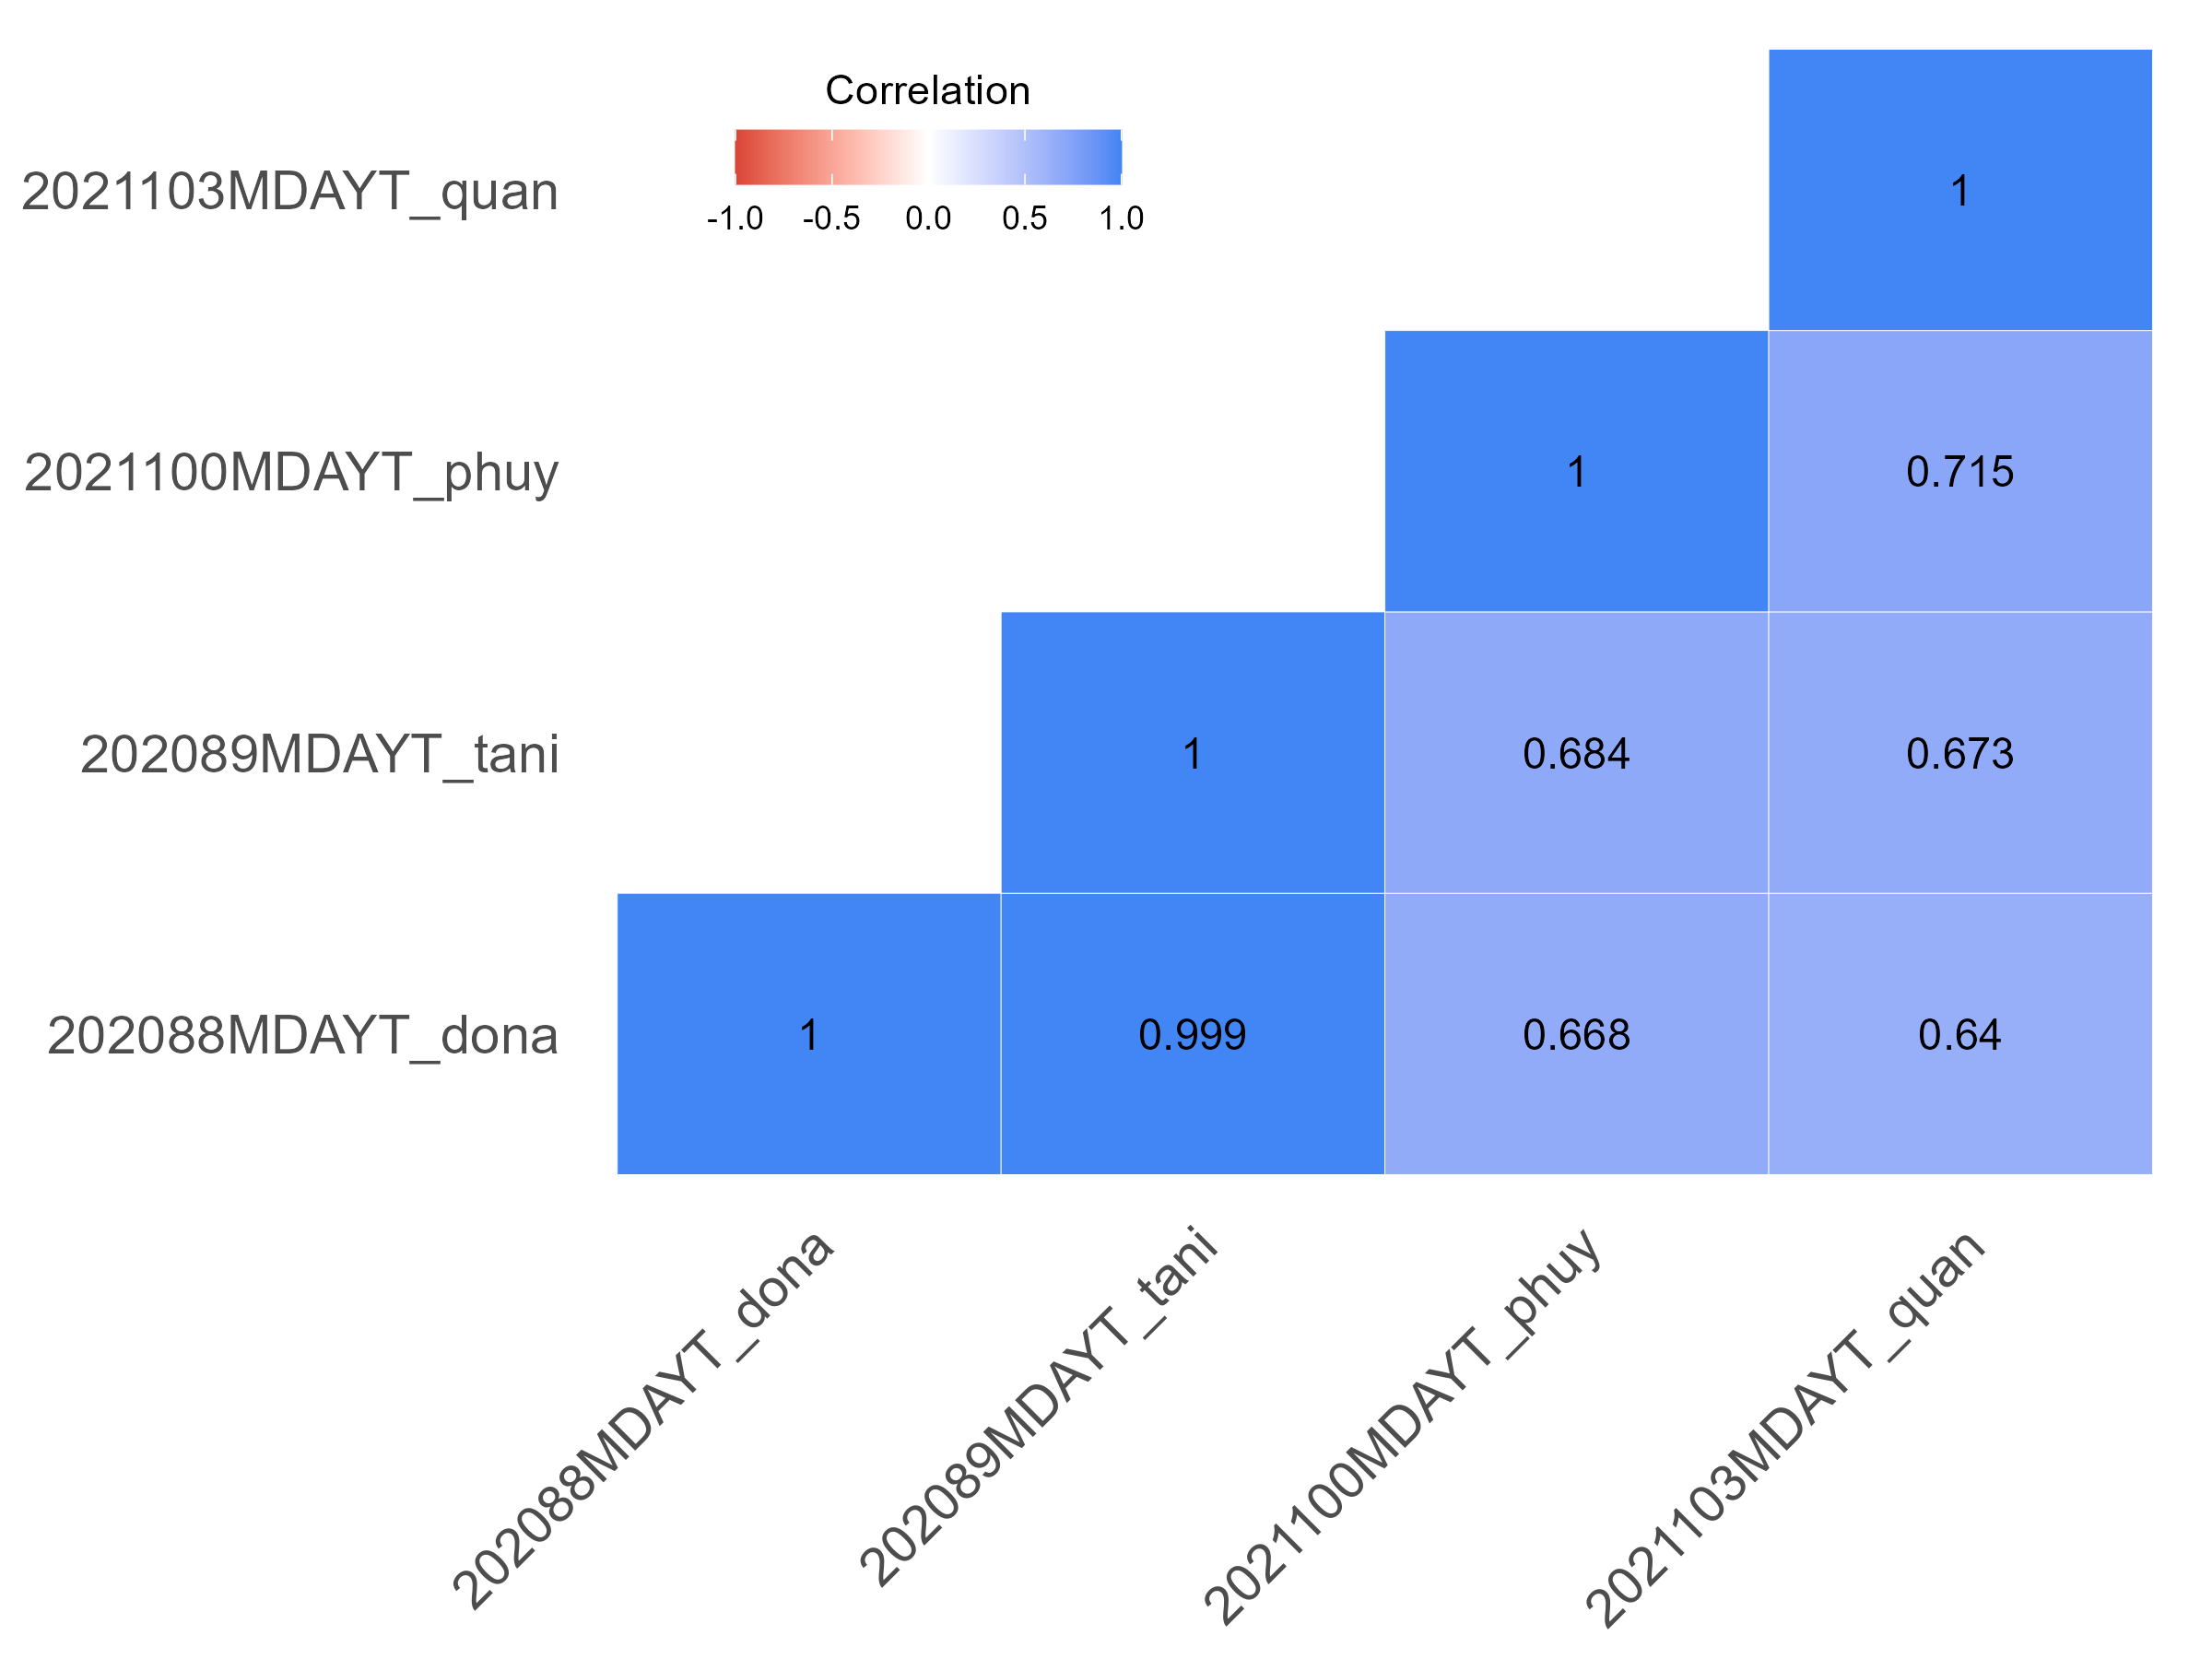 Correlation
-1.0 -0.5 0.0 0.5 1.0
2021103MDAYT_quan 1
2021100MDAYT_phuy 1 0.715
202089MDAYT_tani 1 0.684 0.673
202088MDAYT_dona 1 0.999 0.668 0.64
202088MDAYT_dona
202089MDAYT_tani
2021100MDAYT_phuy
2021103MDAYT_quan